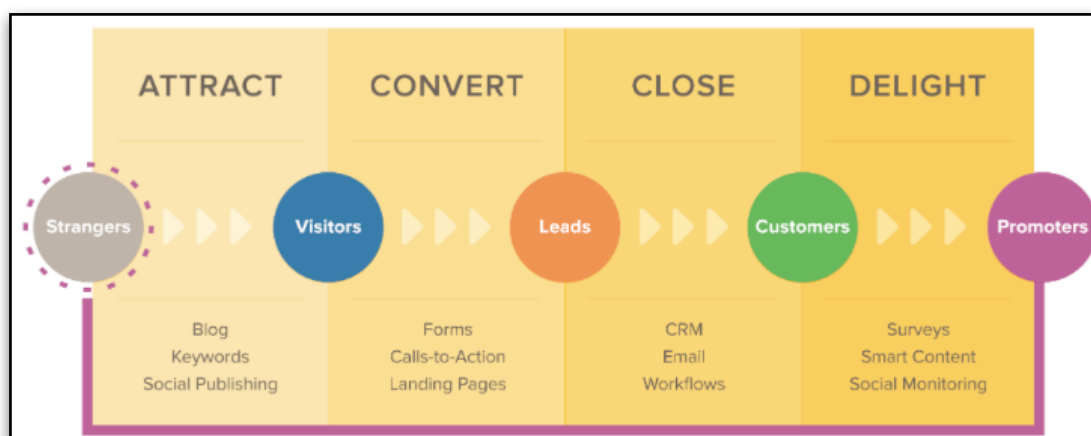 ATTRACT
CONVERT
CLOSE
DELIGHT
Strangers
Visitors
Leads
Customers
Promoters
Blog
Keywords
Social Publishing
Forms
Calls-to-Action
Landing Pages
CRM
Email
Workflows
Surveys
Smart Content
Social Monitoring